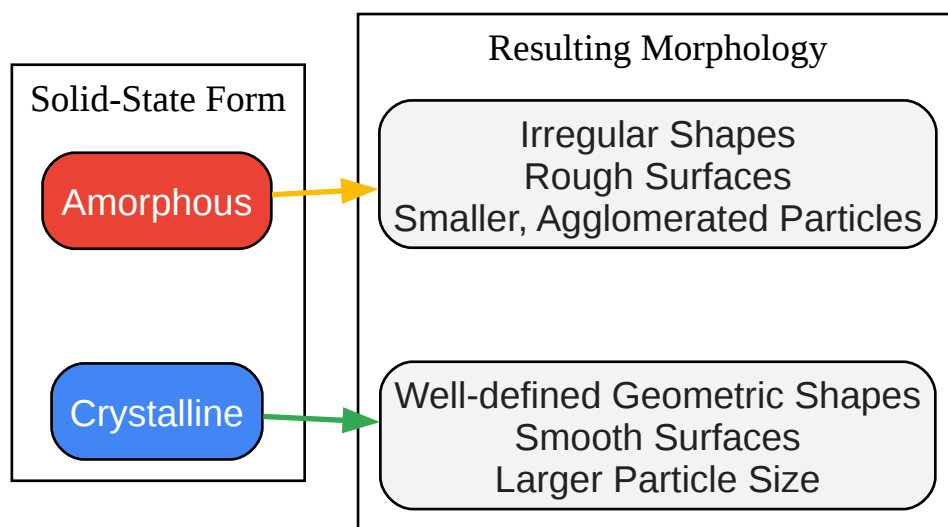 Solid-State Form
Amorphous
Crystalline
Resulting Morphology
Irregular Shapes
Rough Surfaces
Smaller, Agglomerated Particles
Well-defined Geometric Shapes
Smooth Surfaces
Larger Particle Size